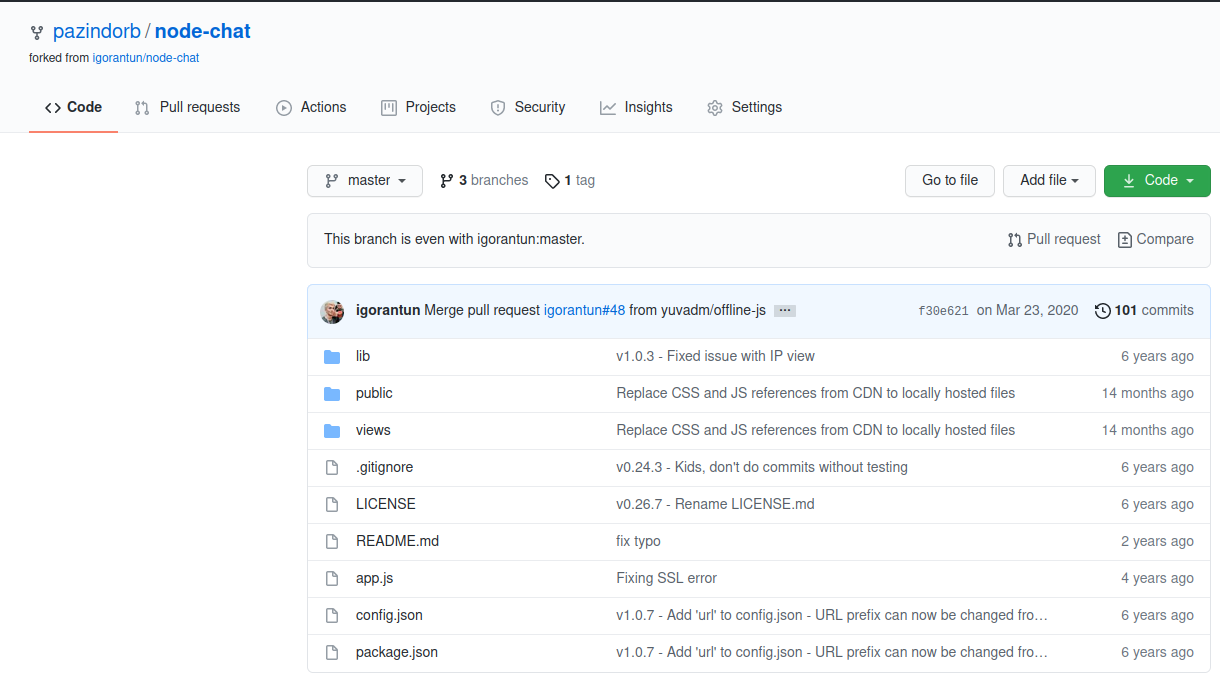 pazindorb / node-chat
forked from igorantun/node-chat
Code Pull requests Actions Projects Security Insights Settings
master 3 branches 1 tag Go to file Add file Code
This branch is even with igorantun:master. Pull request Compare
igorantun Merge pull request igorantun#48 from yuvadm/offline-js ... f30e621 on Mar 23, 2020 101 commits
lib v1.0.3 - Fixed issue with IP view 6 years ago
public Replace CSS and JS references from CDN to locally hosted files 14 months ago
views Replace CSS and JS references from CDN to locally hosted files 14 months ago
.gitignore v0.24.3 - Kids, don't do commits without testing 6 years ago
LICENSE v0.26.7 - Rename LICENSE.md 6 years ago
README.md fix typo 2 years ago
app.js Fixing SSL error 4 years ago
config.json v1.0.7 - Add 'url' to config.json - URL prefix can now be changed fro… 6 years ago
package.json v1.0.7 - Add 'url' to config.json - URL prefix can now be changed fro… 6 years ago